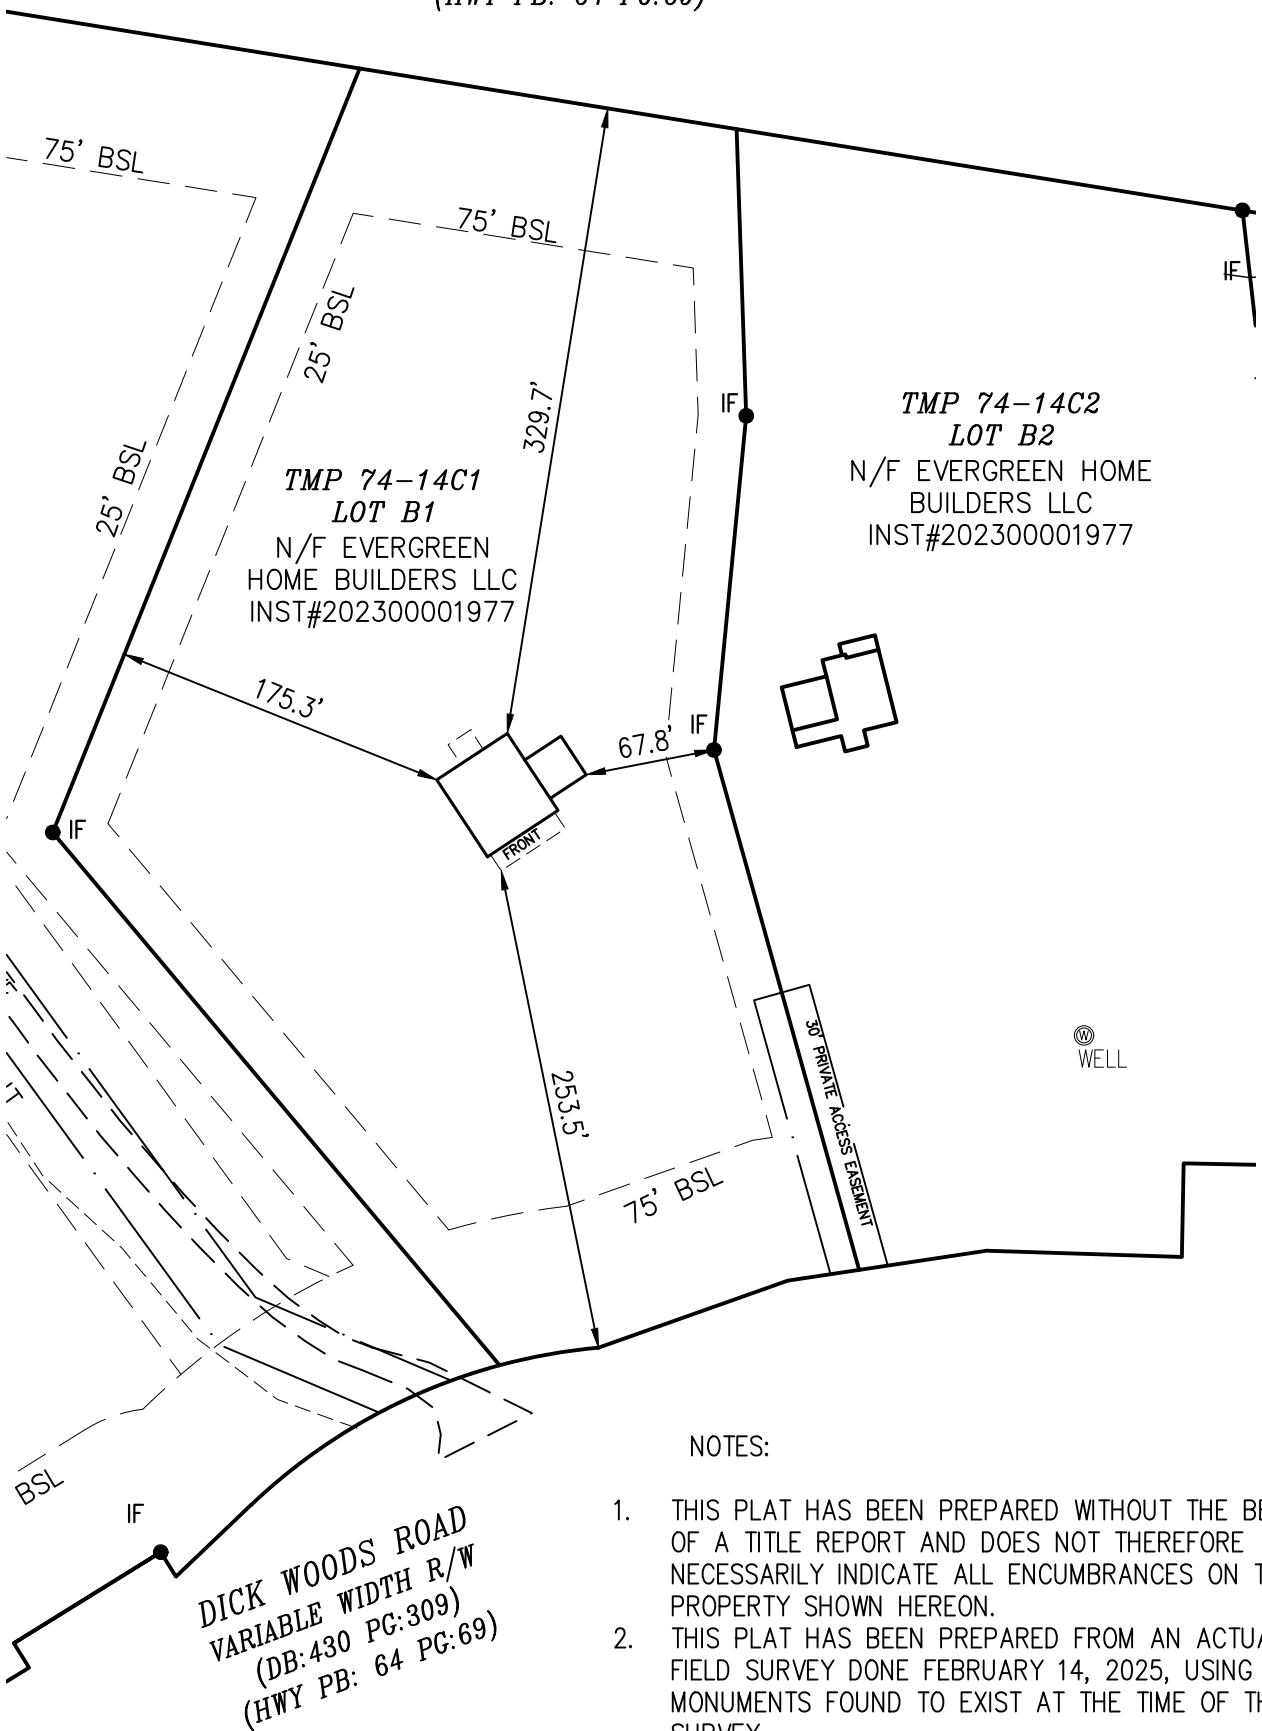 75' BSL
75' BSL
25' BSL
25' BSL
329.7'
IF
IF
TMP 74-14C1
LOT B1
N/F EVERGREEN
HOME BUILDERS LLC
INST#202300001977
TMP 74-14C2
LOT B2
N/F EVERGREEN HOME
BUILDERS LLC
INST#202300001977
175.3'
67.8'
IF
IF
FRONT
253.5'
30' PRIVATE ACCESS EASEMENT
W
WELL
75' BSL
BSL
IF
DICK WOODS ROAD
VARIABLE WIDTH R/W
(DB:430 PG:309)
(HWY PB: 64 PG:69)
NOTES:
1. THIS PLAT HAS BEEN PREPARED WITHOUT THE
OF A TITLE REPORT AND DOES NOT THEREFORE
NECESSARILY INDICATE ALL ENCUMBRANCES ON
PROPERTY SHOWN HEREON.
2. THIS PLAT HAS BEEN PREPARED FROM AN
FIELD SURVEY DONE FEBRUARY 14, 2025, USING
MONUMENTS FOUND TO EXIST AT THE TIME OF